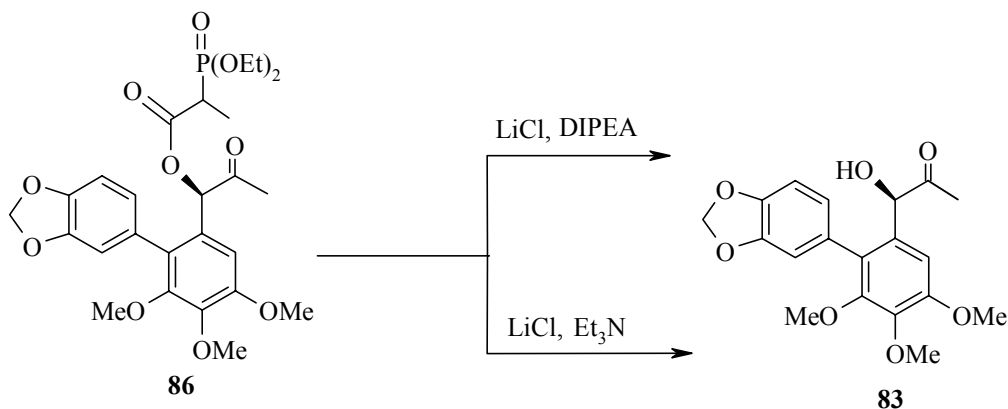 O
P(OEt)2
O
O
O
O
O
MeO
OMe
OMe
86
LiCl, DIPEA
LiCl, Et3N
HO
O
O
O
MeO
OMe
OMe
83